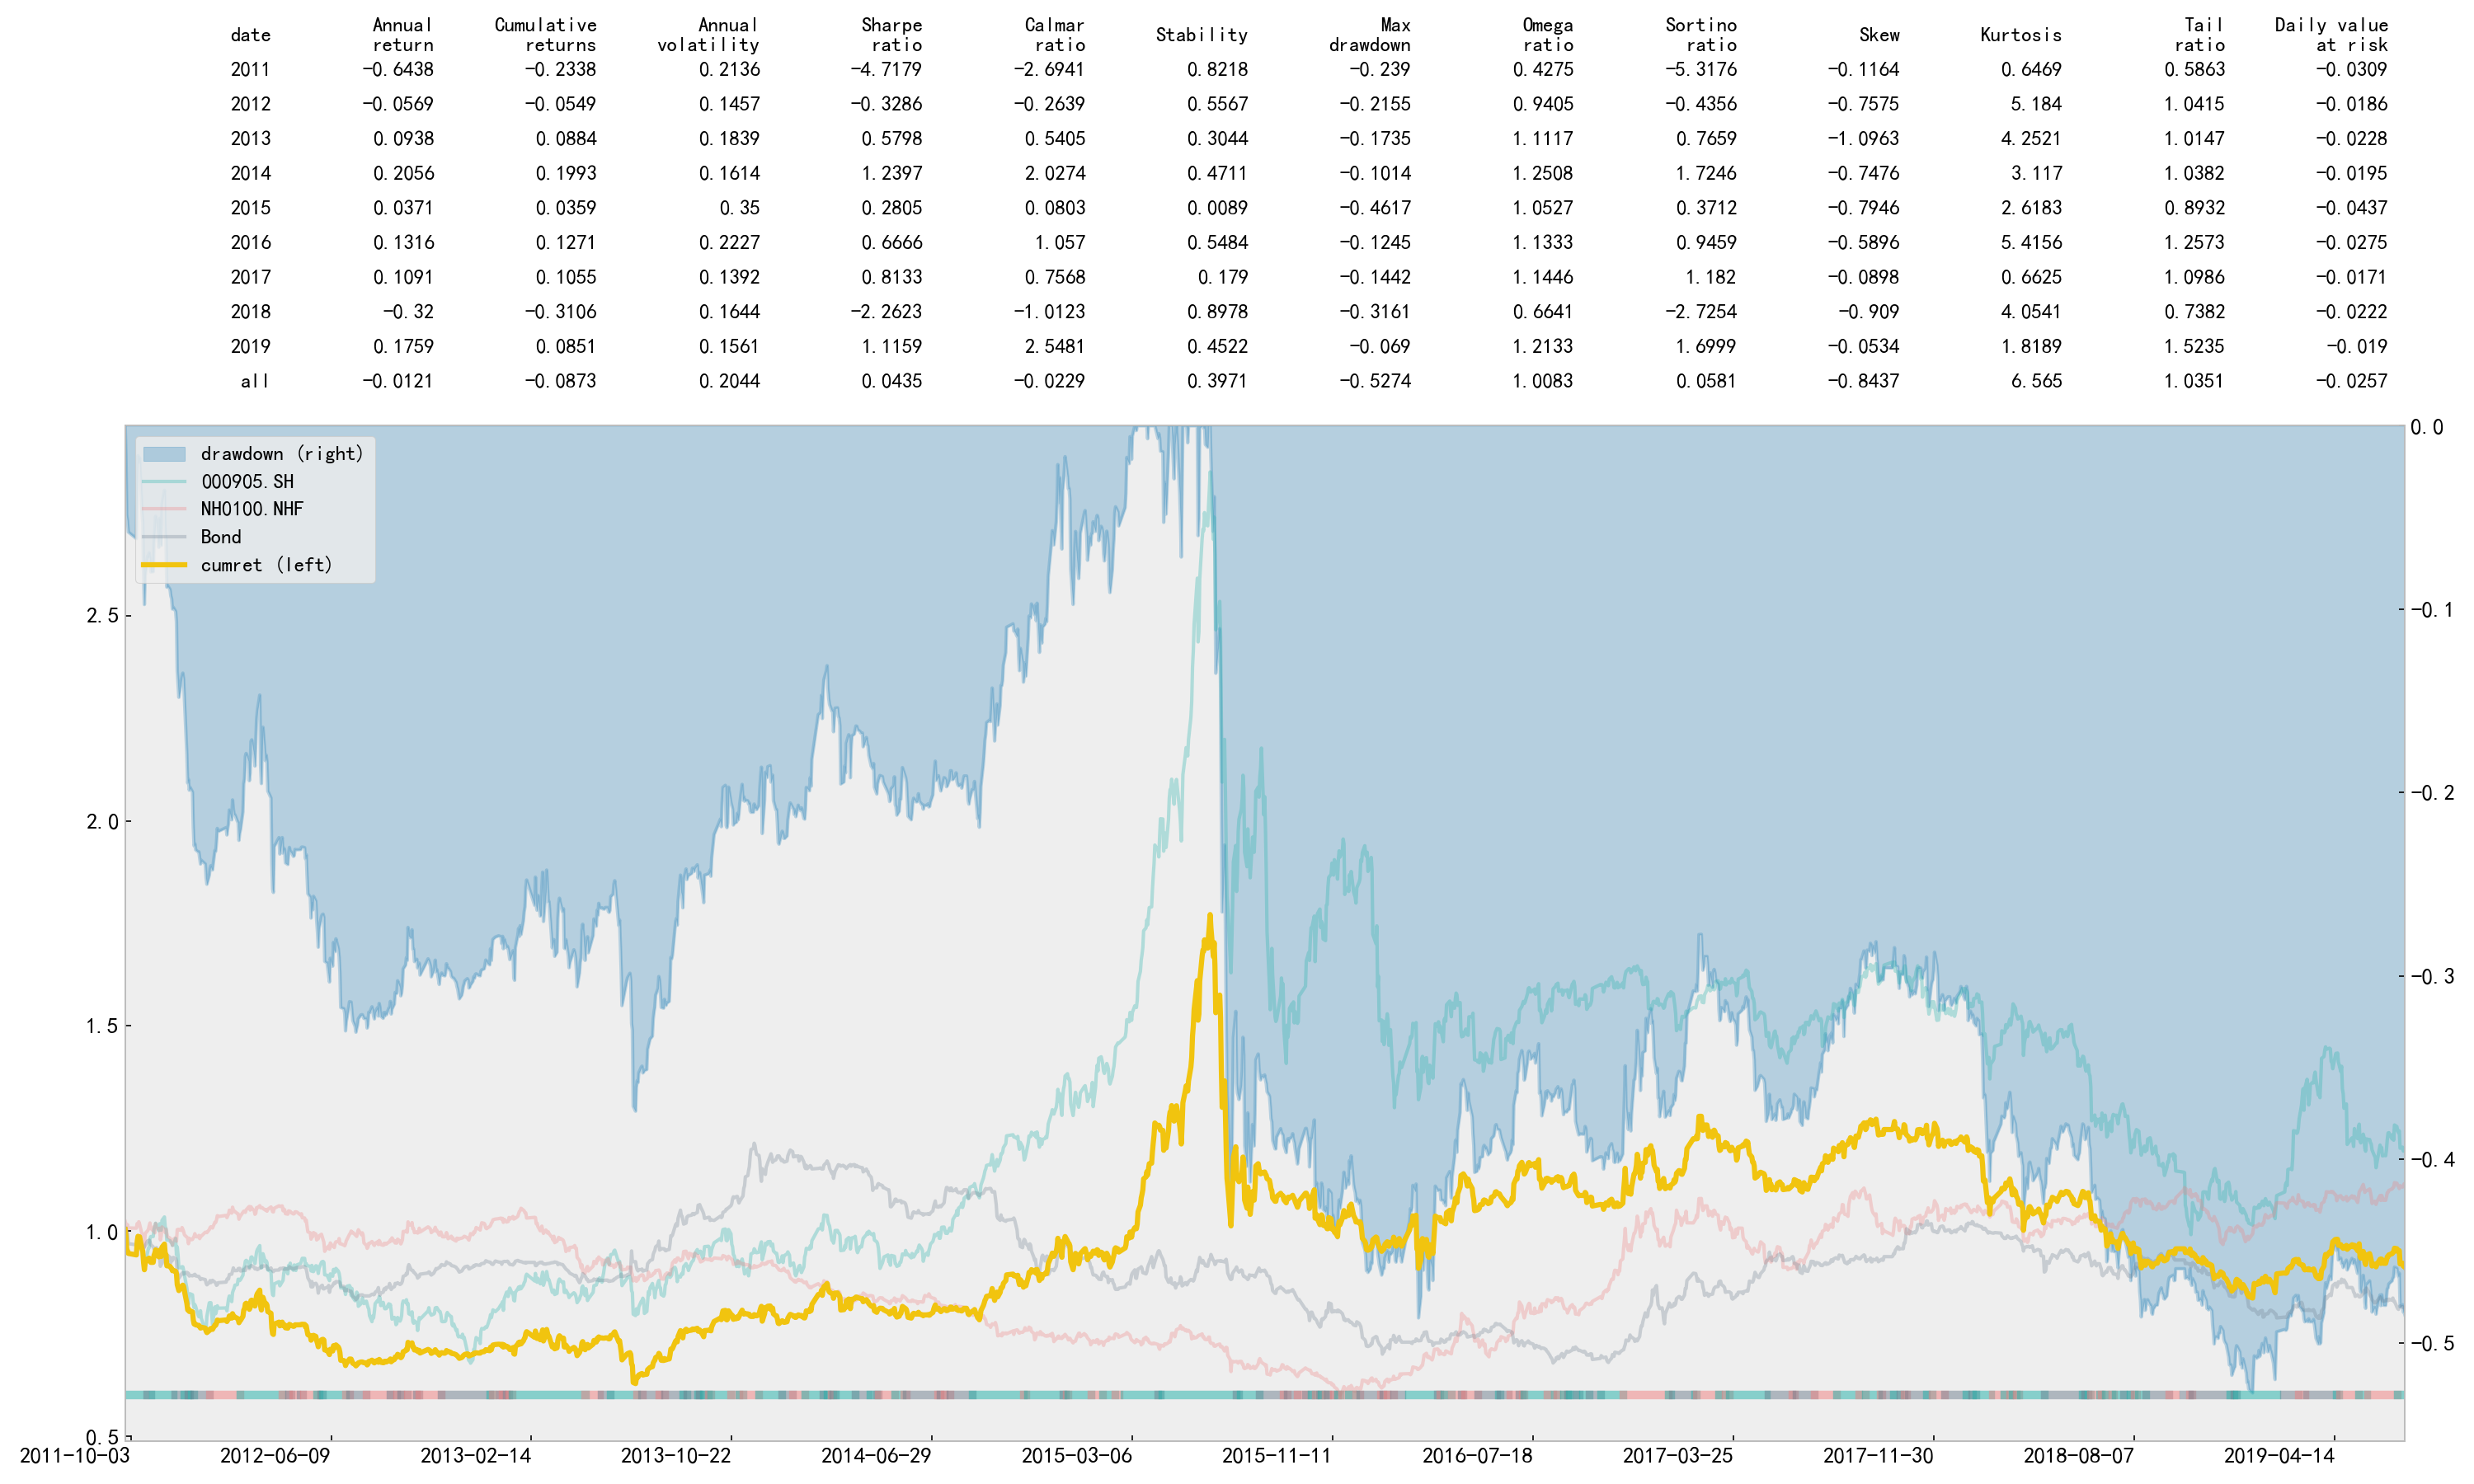 date Annual return Cumulative returns Annual volatility Sharpe ratio Calmar ratio Stability Max drawdown Omega ratio Sortino ratio Skew Kurtosis Tail ratio Daily value at risk
2011 -0.6438 -0.2338 0.2136 -4.7179 -2.6941 0.8218 -0.239 0.4275 -5.3176 -0.1164 0.6469 0.5863 -0.0309
2012 -0.0569 -0.0549 0.1457 -0.3286 -0.2639 0.5567 -0.2155 0.9405 -0.4356 -0.7575 5.184 1.0415 -0.0186
2013 0.0938 0.0884 0.1839 0.5798 0.5405 0.3044 -0.1735 1.1117 0.7659 -1.0963 4.2521 1.0147 -0.0228
2014 0.2056 0.1993 0.1614 1.2397 2.0274 0.4711 -0.1014 1.2508 1.7246 -0.7476 3.117 1.0382 -0.0195
2015 0.0371 0.0359 0.35 0.2805 0.0803 0.0089 -0.4617 1.0527 0.3712 -0.7946 2.6183 0.8932 -0.0437
2016 0.1316 0.1271 0.2227 0.6666 1.057 0.5484 -0.1245 1.1333 0.9459 -0.5896 5.4156 1.2573 -0.0275
2017 0.1091 0.1055 0.1392 0.8133 0.7568 0.179 -0.1442 1.1446 1.182 -0.0898 0.6625 1.0986 -0.0171
2018 -0.32 -0.3106 0.1644 -2.2623 -1.0123 0.8978 -0.3161 0.6641 -2.7254 -0.909 4.0541 0.7382 -0.0222
2019 0.1759 0.0851 0.1561 1.1159 2.5481 0.4522 -0.069 1.2133 1.6999 -0.0534 1.8189 1.5235 -0.019
all -0.0121 -0.0873 0.2044 0.0435 -0.0229 0.3971 -0.5274 1.0083 0.0581 -0.8437 6.565 1.0351 -0.0257
drawdown (right)
000905.SH
NH0100.NHF
Bond
cumret (left)
2.5
2.0
1.5
1.0
0.5
0.0
-0.1
-0.2
-0.3
-0.4
-0.5
2011-10-03 2012-06-09 2013-02-14 2013-10-22 2014-06-29 2015-03-06 2015-11-11 2016-07-18 2017-03-25 2017-11-30 2018-08-07 2019-04-14